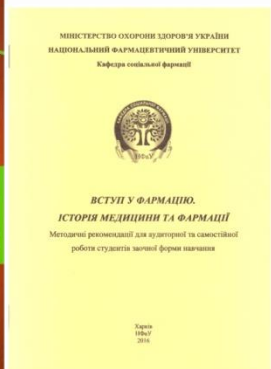 МІНІСТЕРСТВО ОХОРОНИ ЗДОРОВ'Я УКРАЇНИ
НАЦІОНАЛЬНИЙ ФАРМАЦЕВТИЧНИЙ УНІВЕРСИТЕТ
Кафедра соціальної фармації
НФаУ
ВСТУП У ФАРМАЦІЮ.
ІСТОРІЯ МЕДИЦИНИ ТА ФАРМАЦІЇ
Методичні рекомендації для аудиторної та самостійної
роботи студентів заочної форми навчання
Харків
НФаУ
2016